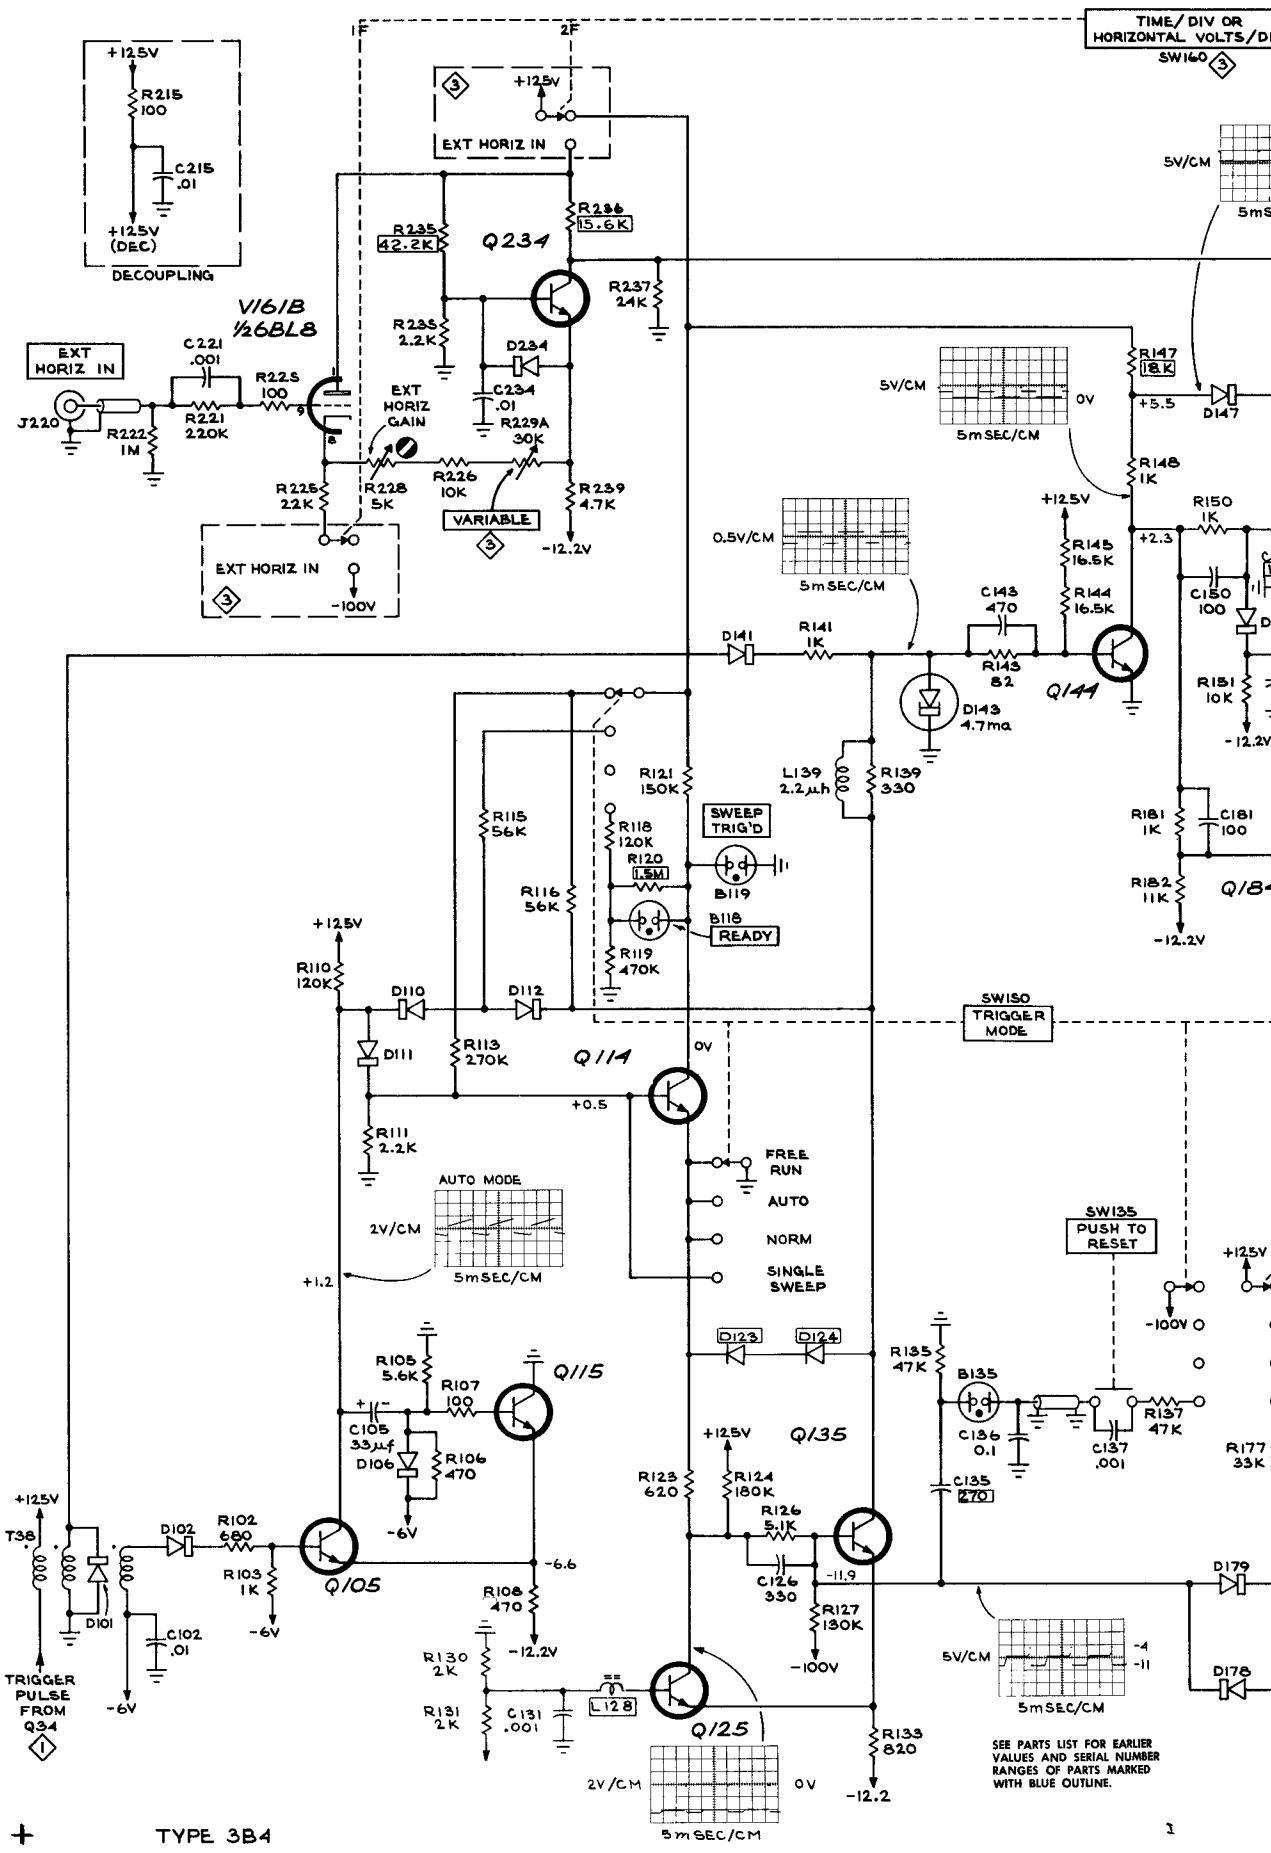 TIME/DIV OR
HORIZONTAL VOLTS/DI
SW160 3
1F
2F
+125V
R215
100
C215
.01
+125V
(DEC)
DECOUPLING
3
+125V
EXT HORIZ IN
5V/CM
5mS
R235
42.2K
R236
15.6K
Q234
R237
24K
R235
2.2K
D234
C234
.01
V161B
½6BL8
EXT
HORIZ IN
J220
C221
.001
R221
220K
R222
1M
R225
100
1
9
8
EXT
HORIZ
GAIN
R225
22K
R228
5K
R226
10K
R229A
30K
VARIABLE
3
R239
4.7K
-12.2V
EXT HORIZ IN
3
-100V
5V/CM
0V
5mSEC/CM
R147
18K
+5.5
D147
R148
1K
+125V
+2.3
R150
1K
R145
16.5K
R144
16.5K
C150
100
D
R151
10K
-12.2V
0.5V/CM
5mSEC/CM
C143
470
R143
82
Q144
D141
R141
1K
D143
4.7ma
L139
2.2μh
R139
330
R121
150K
SWEEP
TRIG'D
B119
R118
120K
R120
1.5M
B118
READY
R119
470K
R115
56K
R116
56K
R181
1K
C181
100
R182
11K
Q184
-12.2V
+125V
R110
120K
D110
D112
D111
R113
270K
R111
2.2K
SW150
TRIGGER
MODE
Q114
0V
+0.5
FREE
RUN
AUTO
NORM
SINGLE
SWEEP
AUTO MODE
2V/CM
5mSEC/CM
+1.2
SW135
PUSH TO
RESET
+125V
-100V
D123
D124
R135
47K
B135
C136
0.1
C137
.001
R137
47K
R177
33K
C135
270
R105
5.6K
R107
100
Q115
C105
33μf
+
-
D106
R106
470
-6V
+125V
R123
620
R124
180K
Q135
R126
5.1K
C126
330
-11.9
R127
130K
-100V
D179
D178
+125V
T38
D101
D102
R102
680
R103
1K
-6V
Q105
-6.6
R108
470
-12.2V
C102
.01
-6V
TRIGGER
PULSE
FROM
Q34
1
R130
2K
R131
2K
C131
.001
L128
Q125
R133
820
-12.2
5V/CM
-4
-11
5mSEC/CM
2V/CM
0V
5mSEC/CM
SEE PARTS LIST FOR EARLIER
VALUES AND SERIAL NUMBER
RANGES OF PARTS MARKED
WITH BLUE OUTLINE.
+
TYPE 3B4
I